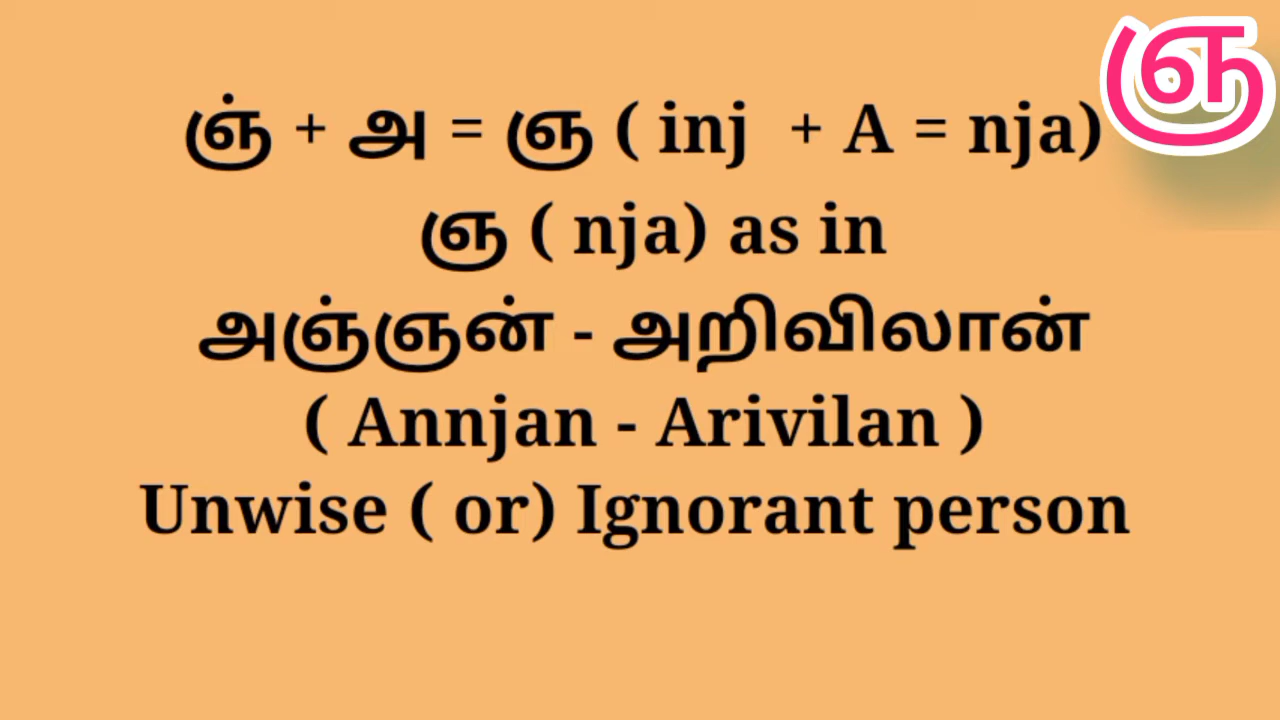 ஞ
ஞ் + அ = ஞ ( inj + A = nja)
ஞ ( nja) as in
அஞ்ஞன் - அறிவிலான்
( Annjan - Arivilan )
Unwise ( or) Ignorant person